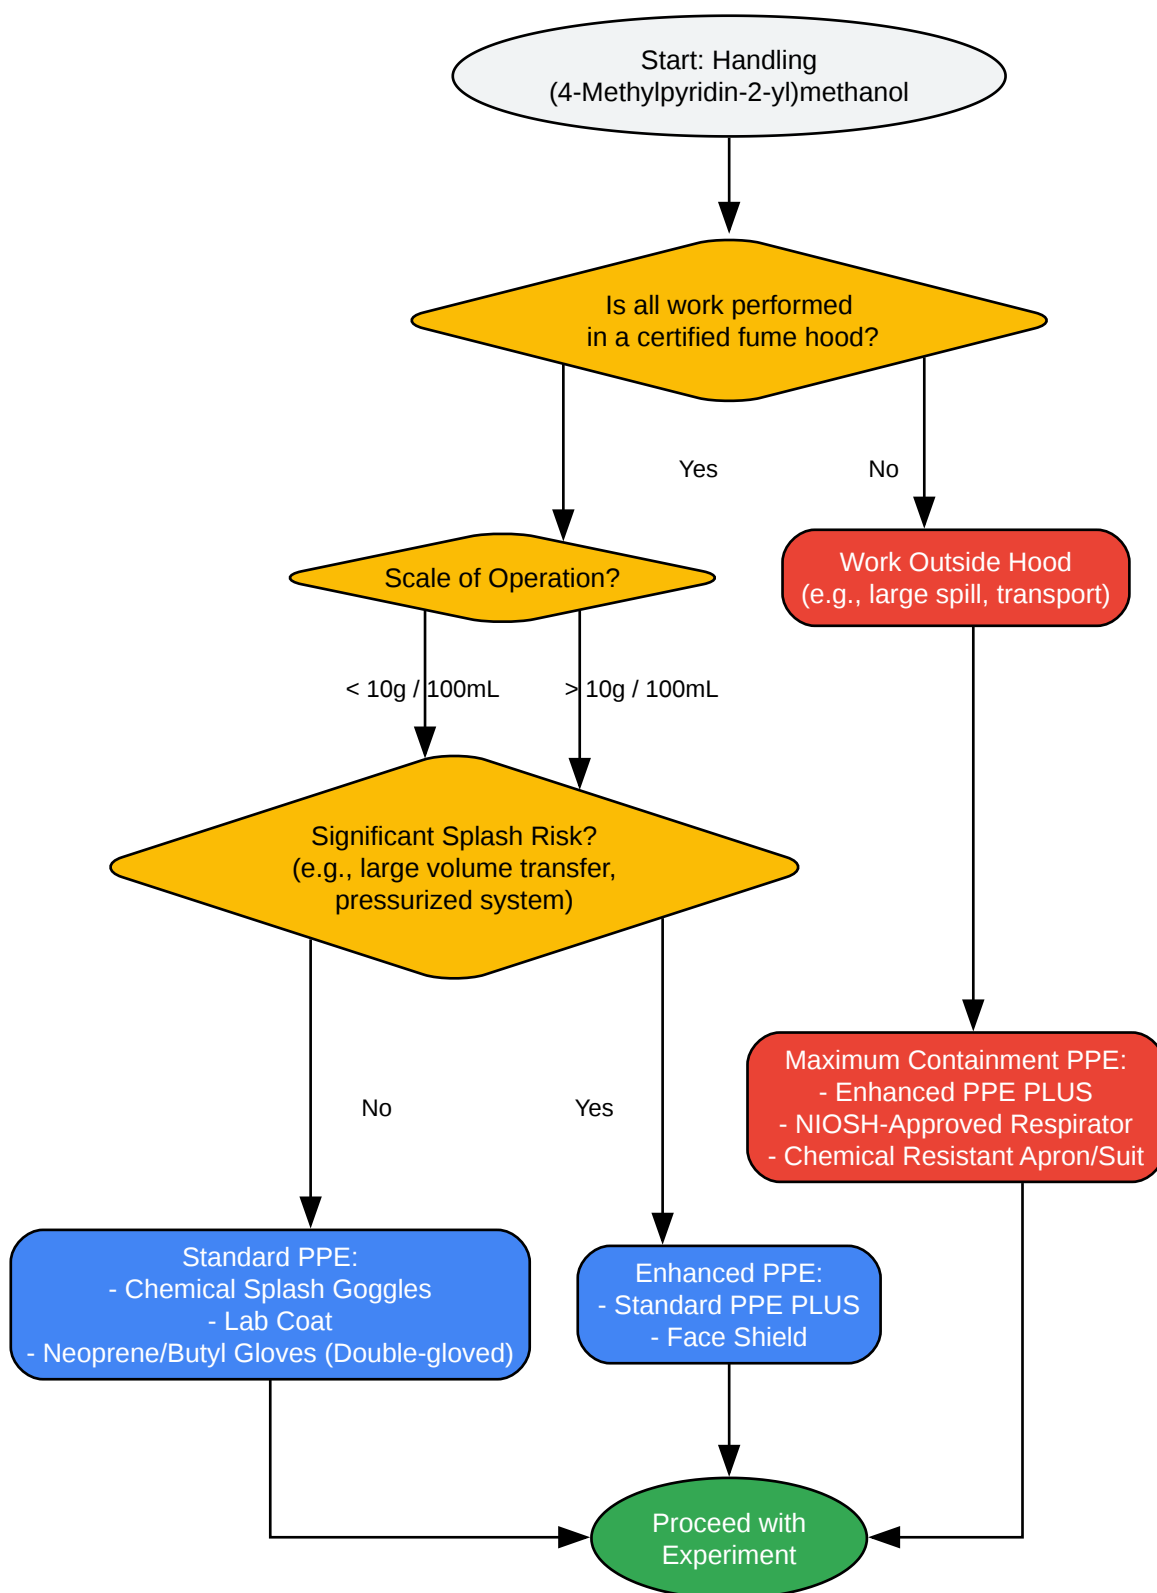 Start: Handling
(4-Methylpyridin-2-yl)methanol
Is all work performed
in a certified fume hood?
Yes
No
Scale of Operation?
Work Outside Hood
(e.g., large spill, transport)
< 10g / 100mL
> 10g / 100mL
Significant Splash Risk?
(e.g., large volume transfer,
pressurized system)
No
Yes
Maximum Containment PPE:
- Enhanced PPE PLUS
- NIOSH-Approved Respirator
- Chemical Resistant Apron/Suit
Standard PPE:
- Chemical Splash Goggles
- Lab Coat
- Neoprene/Butyl Gloves (Double-gloved)
Enhanced PPE:
- Standard PPE PLUS
- Face Shield
Proceed with
Experiment